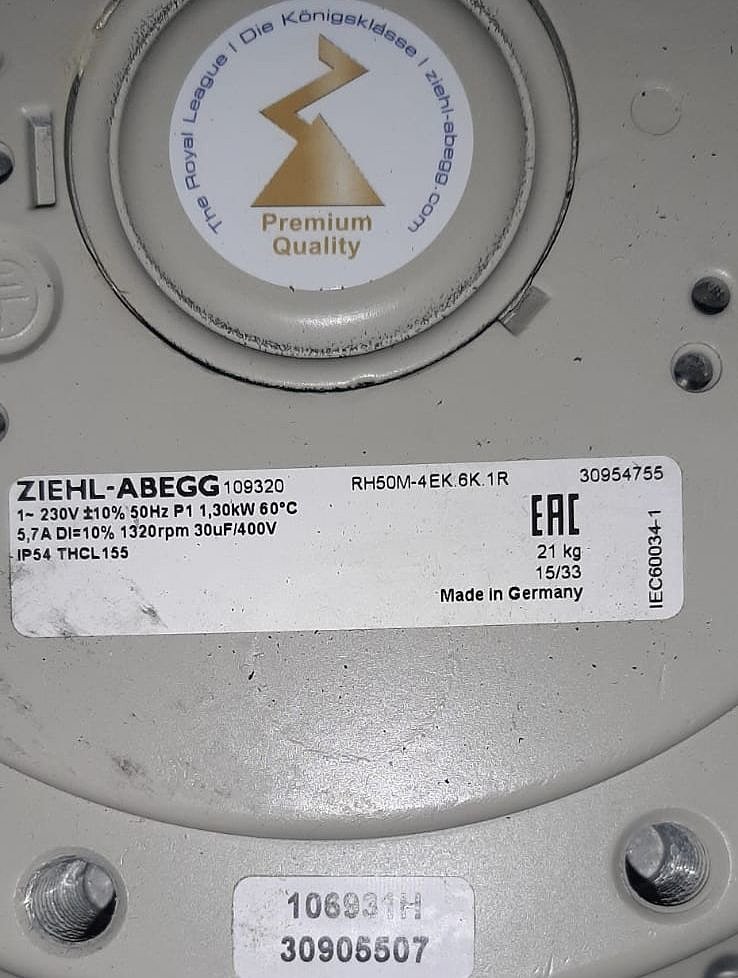 The Royal League | Die Königsklasse | ziehl-abegg.com
Premium
Quality
ZIEHL-ABEGG 109320 RH50M-4EK.6K.1R 30954755
1~ 230V ±10% 50Hz P1 1,30kW 60°C
5,7A DI=10% 1320rpm 30uF/400V
IP54 THCL155
EAC
21 kg
15/33
Made in Germany
IEC60034-1
106931H
30905507